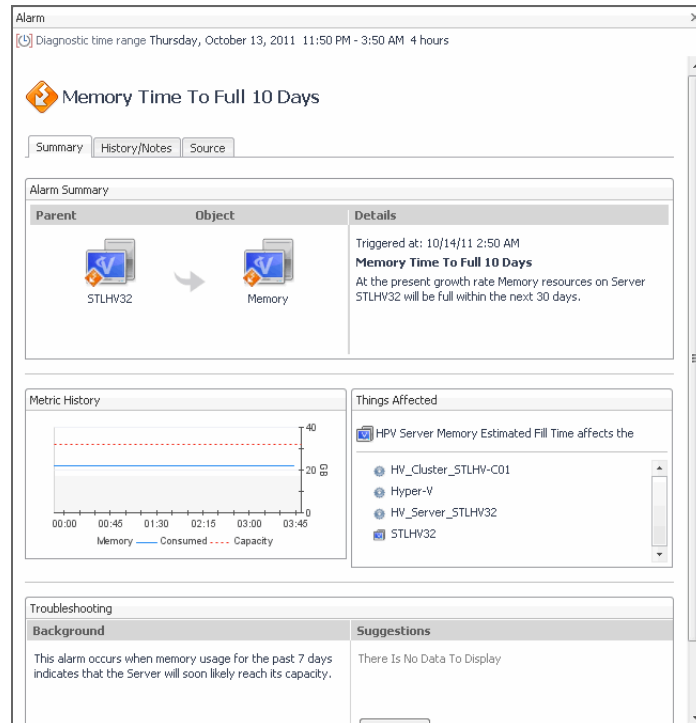 Alarm
Diagnostic time range Thursday, October 13, 2011 11:50 PM - 3:50 AM 4 hours
Memory Time To Full 10 Days
Summary History/Notes Source
Alarm Summary
Parent Object Details
STLHV32
Memory
Triggered at: 10/14/11 2:50 AM
Memory Time To Full 10 Days
At the present growth rate Memory resources on Server
STLHV32 will be full within the next 30 days.
Metric History
40
20
0
GB
00:00 00:45 01:30 02:15 03:00 03:45
Memory Consumed Capacity
Things Affected
HPV Server Memory Estimated Fill Time affects the
HV_Cluster_STLHV-C01
Hyper-V
HV_Server_STLHV32
STLHV32
Troubleshooting
Background
This alarm occurs when memory usage for the past 7 days
indicates that the Server will soon likely reach its capacity.
Suggestions
There Is No Data To Display